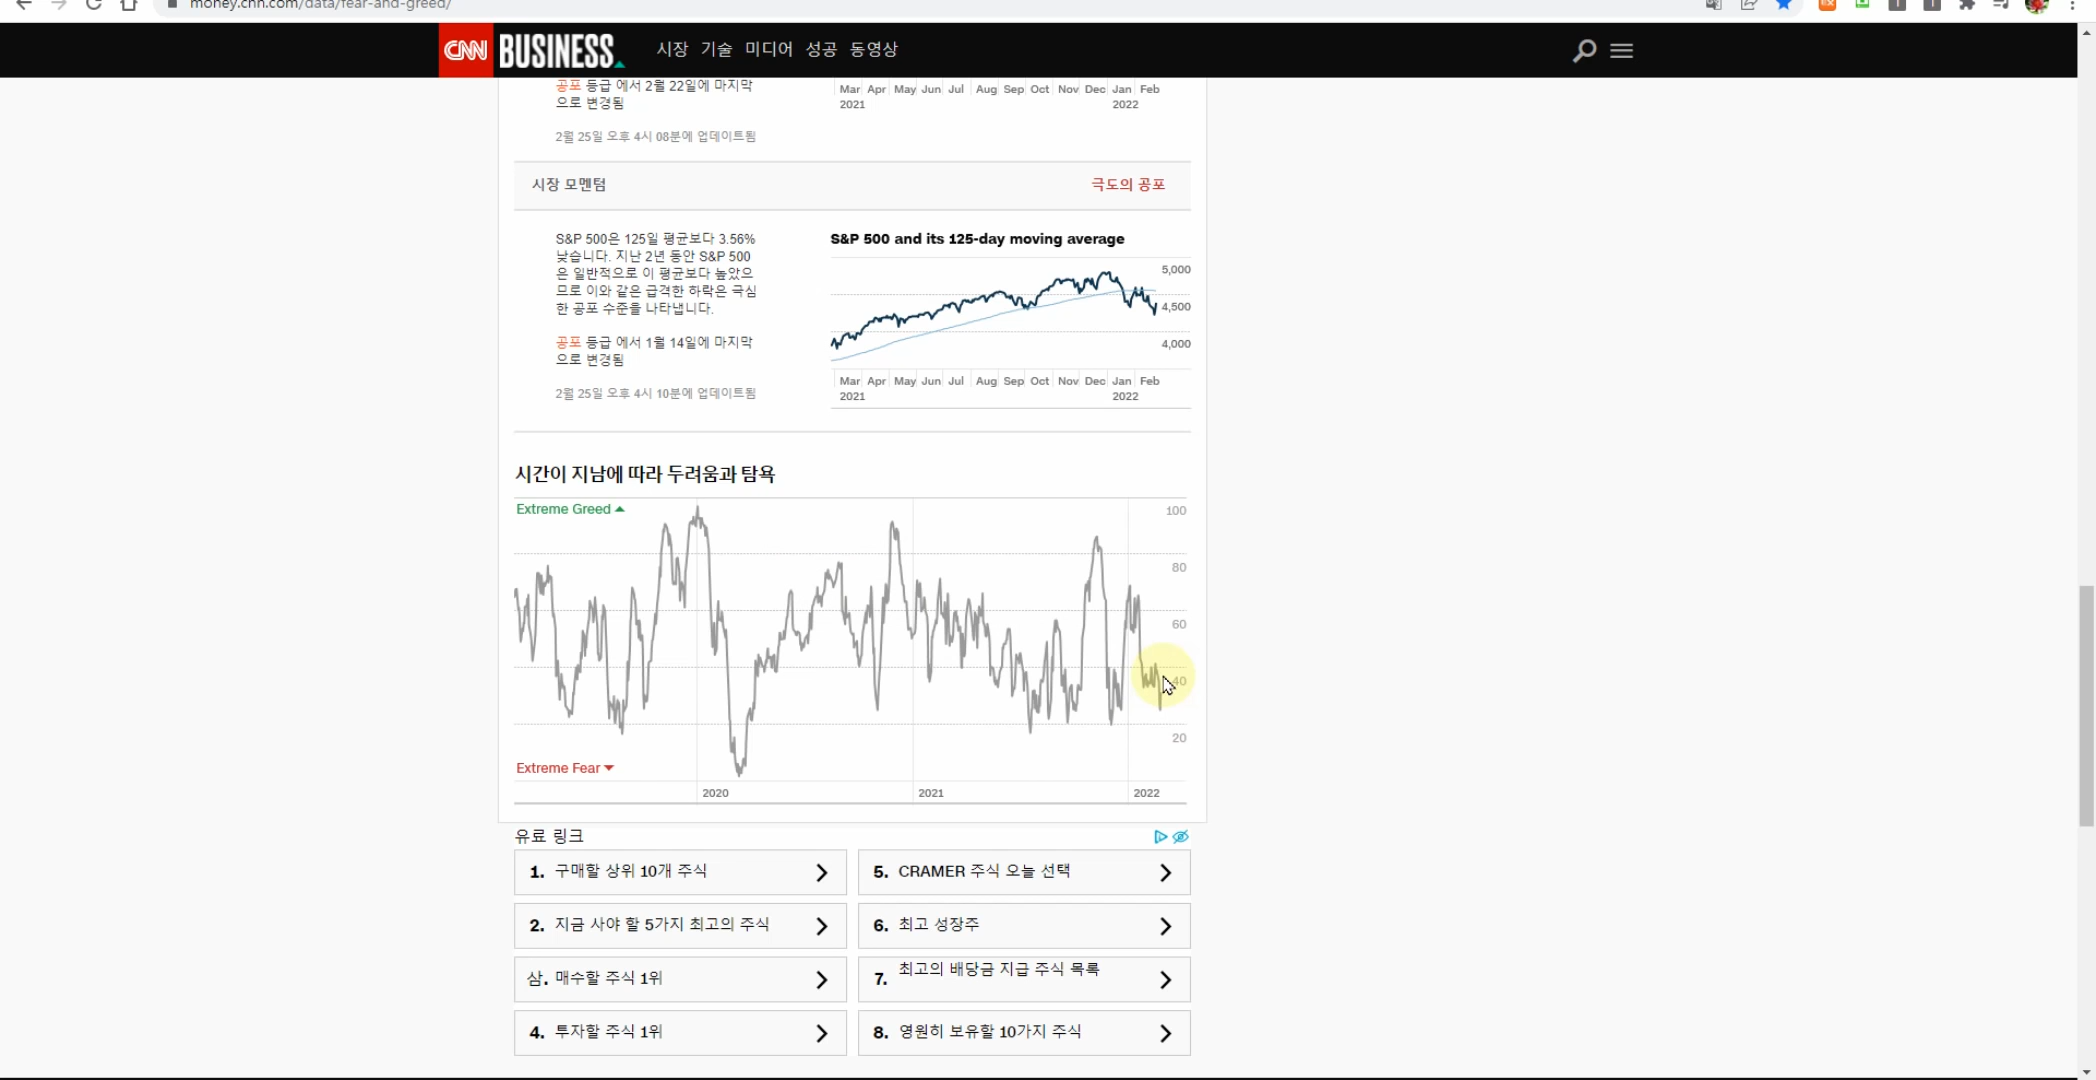 money.cnn.com/data/fear-and-greed/
CNN BUSINESS 시장 기술 미디어 성공 동영상
공포 등급 에서 2월 22일에 마지막
으로 변경됨
2월 25일 오후 4시 08분에 업데이트됨
Mar Apr May Jun Jul Aug Sep Oct Nov Dec Jan Feb
2021 2022
시장 모멘텀 극도의 공포
S&P 500은 125일 평균보다 3.56%
낮습니다. 지난 2년 동안 S&P 500
은 일반적으로 이 평균보다 높았으
므로 이와 같은 급격한 하락은 극심
한 공포 수준을 나타냅니다.
공포 등급 에서 1월 14일에 마지막
으로 변경됨
2월 25일 오후 4시 10분에 업데이트됨
S&P 500 and its 125-day moving average
5,000
4,500
4,000
Mar Apr May Jun Jul Aug Sep Oct Nov Dec Jan Feb
2021 2022
시간이 지남에 따라 두려움과 탐욕
Extreme Greed
100
80
60
40
20
Extreme Fear
2020 2021 2022
유료 링크
1. 구매할 상위 10개 주식
2. 지금 사야 할 5가지 최고의 주식
삼. 매수할 주식 1위
4. 투자할 주식 1위
5. CRAMER 주식 오늘 선택
6. 최고 성장주
7. 최고의 배당금 지급 주식 목록
8. 영원히 보유할 10가지 주식